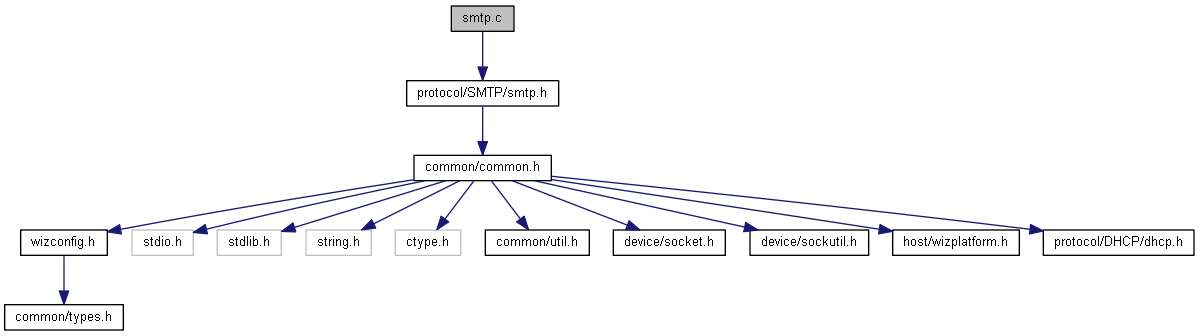 smtp.c
protocol/SMTP/smtp.h
common/common.h
wizconfig.h
stdio.h
stdlib.h
string.h
ctype.h
common/util.h
device/socket.h
device/sockutil.h
host/wizplatform.h
protocol/DHCP/dhcp.h
common/types.h